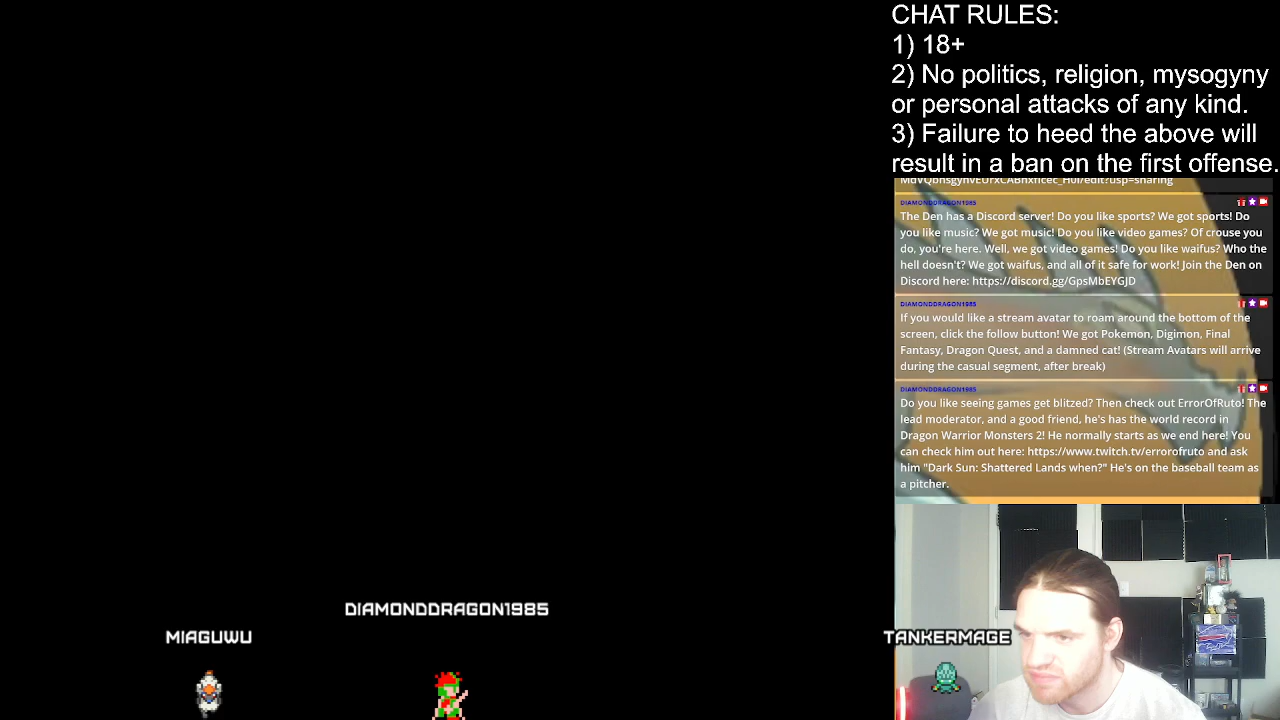 CHAT RULES:
1) 18+
2) No politics, religion, mysogyny
or personal attacks of any kind.
3) Failure to heed the above will
result in a ban on the first offense.
DIAMONDDRAGON1985
The Den has a Discord server! Do you like sports? We got sports! Do
you like music? We got music! Do you like video games? Of crouse you
do, you're here. Well, we got video games! Do you like waifus? Who the
hell doesn't? We got waifus, and all of it safe for work! Join the Den on
Discord here: https://discord.gg/GpsMbEYGJD
DIAMONDDRAGON1985
If you would like a stream avatar to roam around the bottom of the
screen, click the follow button! We got Pokemon, Digimon, Final
Fantasy, Dragon Quest, and a damned cat! (Stream Avatars will arrive
during the casual segment, after break)
DIAMONDDRAGON1985
Do you like seeing games get blitzed? Then check out ErrorOfRuto! The
lead moderator, and a good friend, he's has the world record in
Dragon Warrior Monsters 2! He normally starts as we end here! You
can check him out here: https://www.twitch.tv/errorofruto and ask
him "Dark Sun: Shattered Lands when?" He's on the baseball team as
a pitcher.
DIAMONDDRAGON1985
MIAGUWU
TANKERMAGE